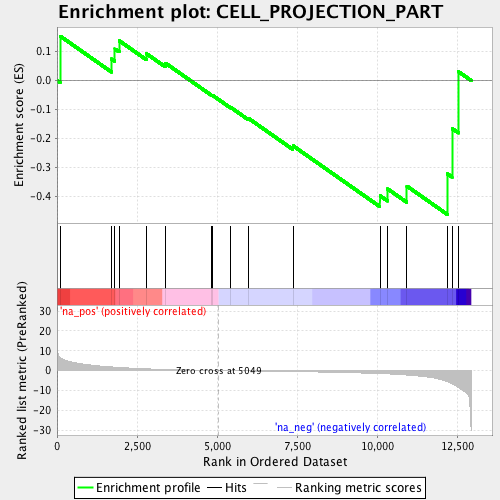 Enrichment plot: CELL_PROJECTION_PART
Enrichment score (ES)
0.1
0.0
-0.1
-0.2
-0.3
-0.4
'na_pos' (positively correlated)
Ranked list metric (PreRanked)
30
20
10
0
-10
-20
-30
Zero cross at 5049
'na_neg' (negatively correlated)
0
2,500
5,000
7,500
10,000
12,500
Rank in Ordered Dataset
Enrichment profile
Hits
Ranking metric scores